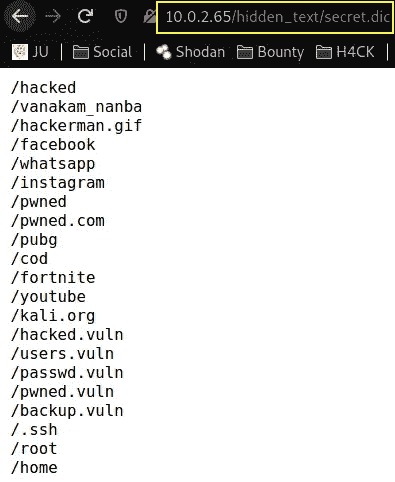 10.0.2.65/hidden_text/secret.dic
JU Social Shodan Bounty H4CK
/hacked
/vanakam_nanba
/hackerman.gif
/facebook
/whatsapp
/instagram
/pwned
/pwned.com
/pubg
/cod
/fortnite
/youtube
/kali.org
/hacked.vuln
/users.vuln
/passwd.vuln
/pwned.vuln
/backup.vuln
/.ssh
/root
/home